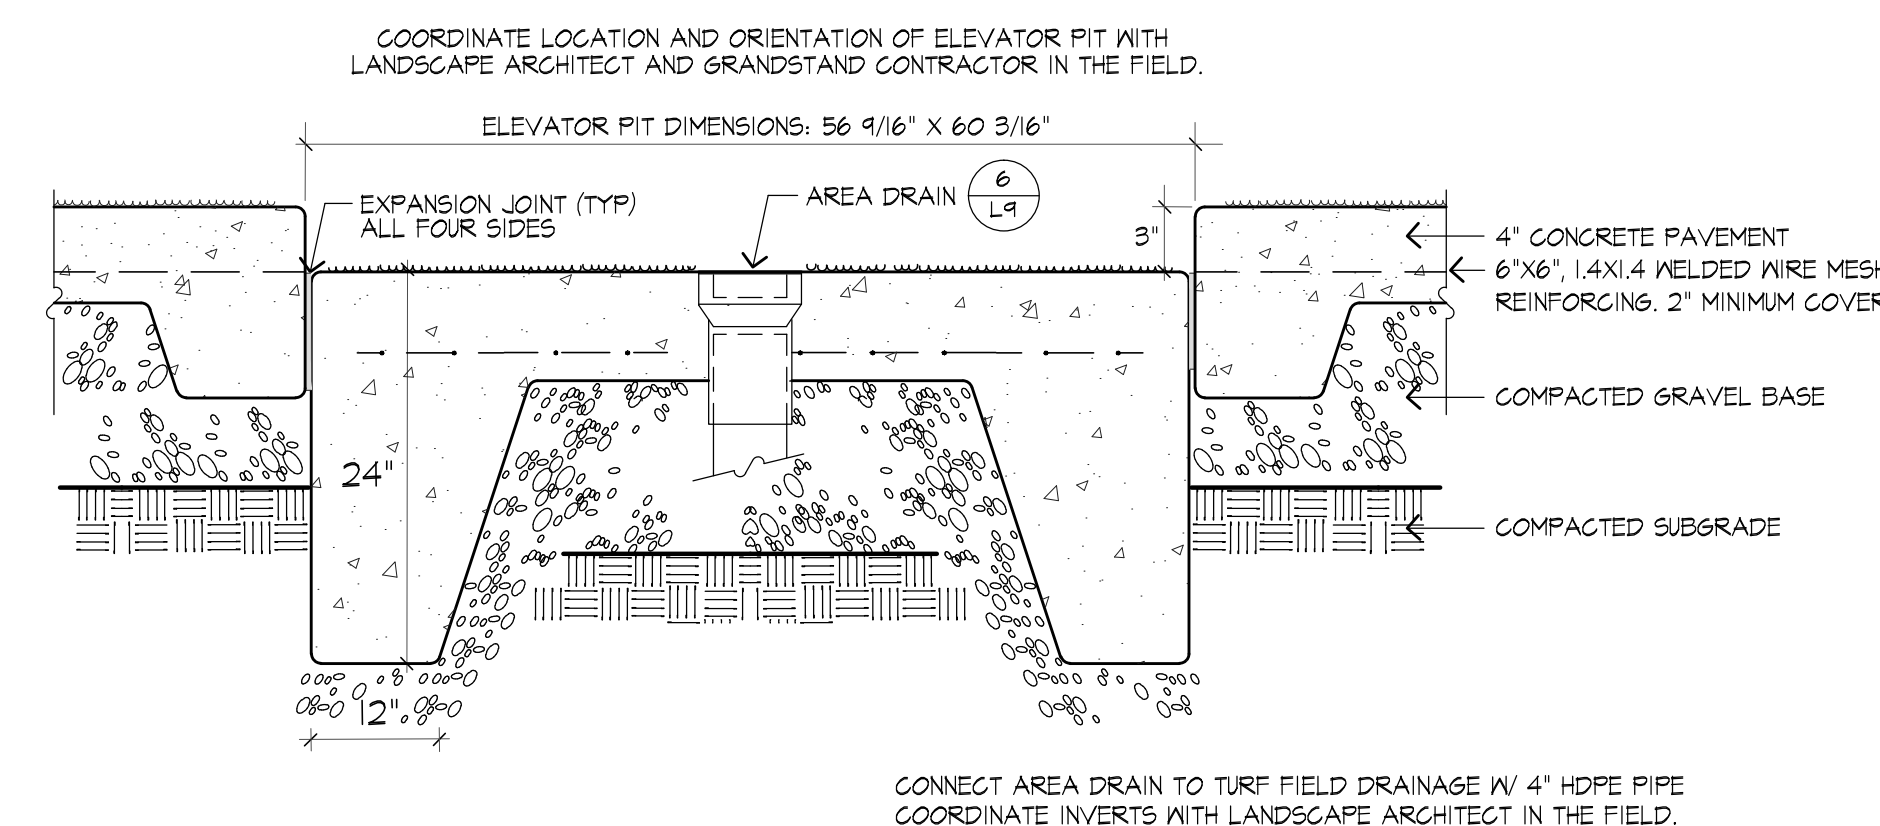 COORDINATE LOCATION AND ORIENTATION OF ELEVATOR PIT WITH
LANDSCAPE ARCHITECT AND GRANDSTAND CONTRACTOR IN THE FIELD.
ELEVATOR PIT DIMENSIONS: 56 9/16" X 60 3/16"
EXPANSION JOINT (TYP)
ALL FOUR SIDES
AREA DRAIN
6
L9
3"
4" CONCRETE PAVEMENT
6"X6", 1.4X1.4 WELDED WIRE MESH
REINFORCING. 2" MINIMUM COVER
COMPACTED GRAVEL BASE
24"
COMPACTED SUBGRADE
12"
CONNECT AREA DRAIN TO TURF FIELD DRAINAGE W/ 4" HDPE PIPE
COORDINATE INVERTS WITH LANDSCAPE ARCHITECT IN THE FIELD.